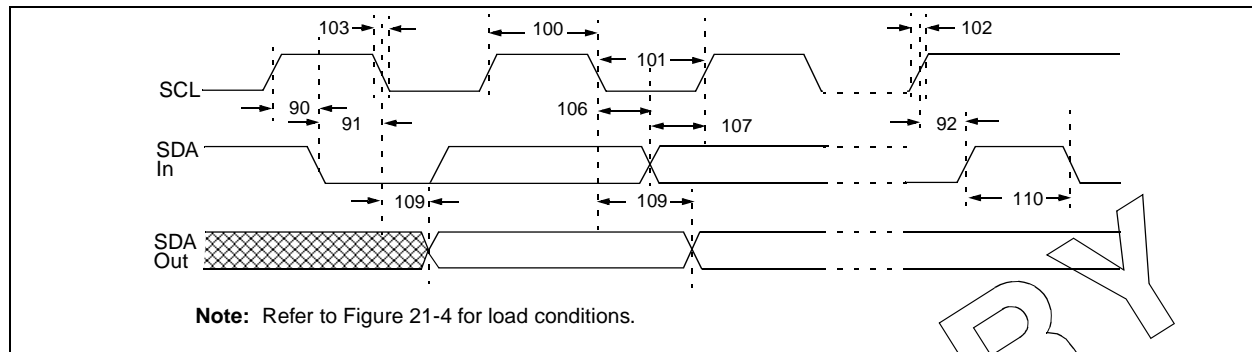 103
100
102
101
SCL
90
106
91
107
92
SDA
In
109
109
110
SDA
Out
Note: Refer to Figure 21-4 for load conditions.
R Y